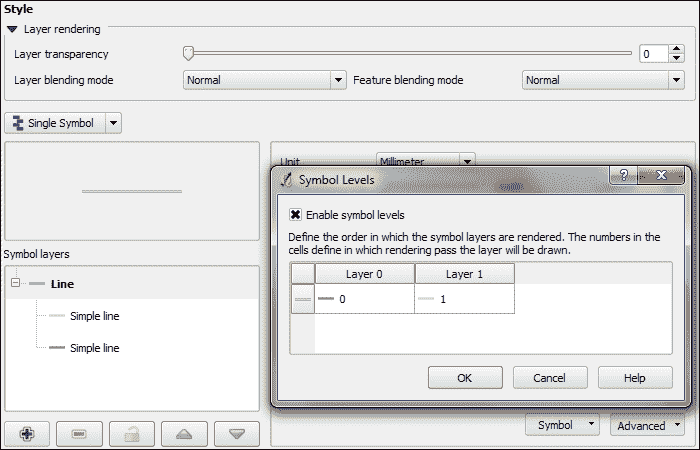 Style
Layer rendering
Layer transparency
0
Layer blending mode
Normal
Feature blending mode
Normal
Single Symbol
Unit
Millimeter
Symbol Levels
?
Enable symbol levels
Define the order in which the symbol layers are rendered. The numbers in the
cells define in which rendering pass the layer will be drawn.
Layer 0
Layer 1
0
1
OK
Cancel
Help
Symbol layers
Line
Simple line
Simple line
Symbol
Advanced